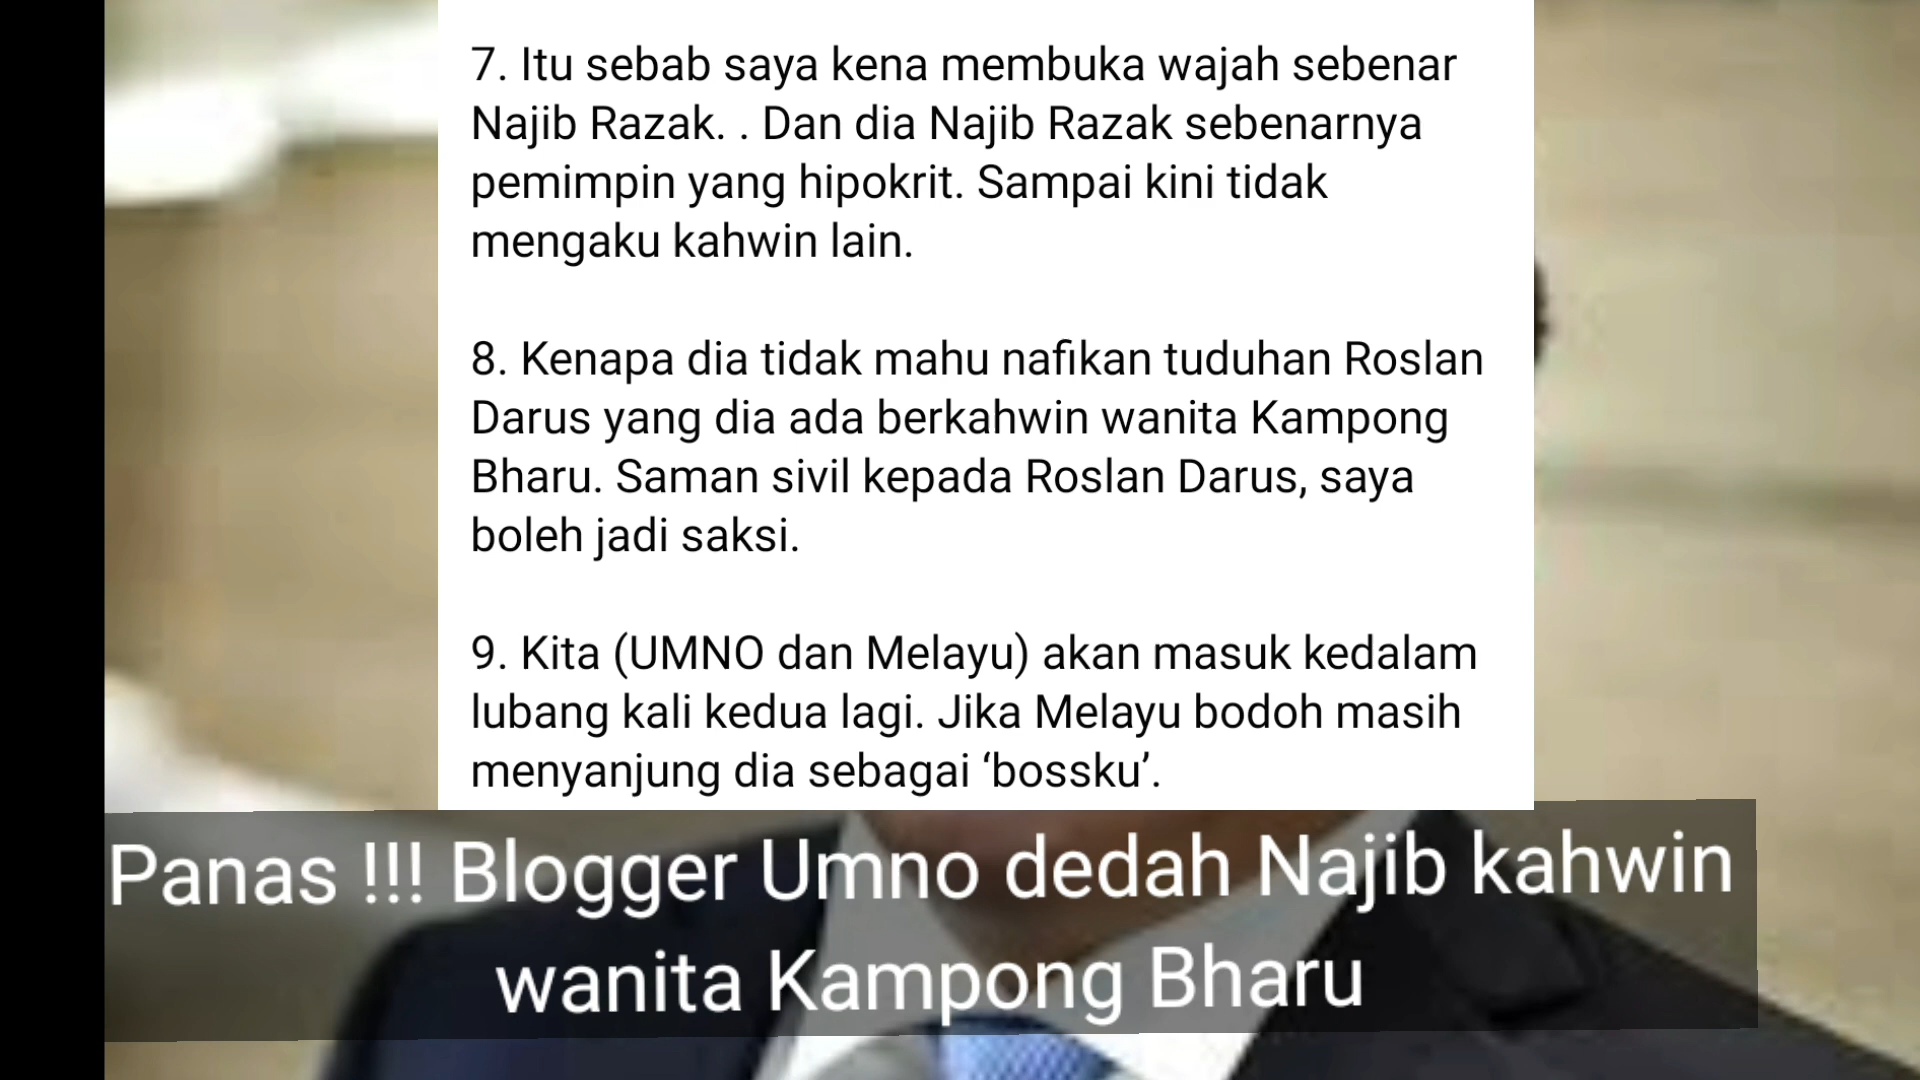 7. Itu sebab saya kena membuka wajah sebenar
Najib Razak. . Dan dia Najib Razak sebenarnya
pemimpin yang hipokrit. Sampai kini tidak
mengaku kahwin lain.
8. Kenapa dia tidak mahu nafikan tuduhan Roslan
Darus yang dia ada berkahwin wanita Kampong
Bharu. Saman sivil kepada Roslan Darus, saya
boleh jadi saksi.
9. Kita (UMNO dan Melayu) akan masuk kedalam
lubang kali kedua lagi. Jika Melayu bodoh masih
menyanjung dia sebagai ‘bossku’.
Panas !!! Blogger Umno dedah Najib kahwin
wanita Kampong Bharu